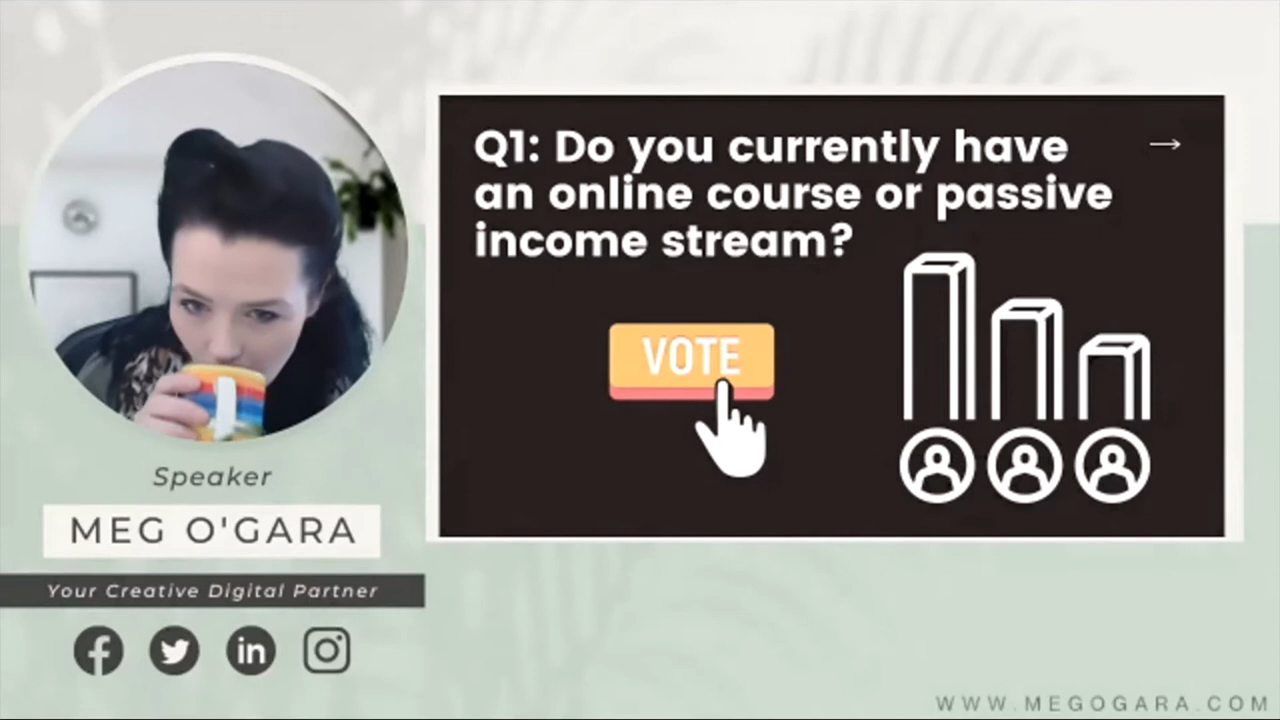 Q1: Do you currently have
an online course or passive
income stream?
VOTE
Speaker
MEG O'GARA
Your Creative Digital Partner
WWW.MEGOGARA.COM